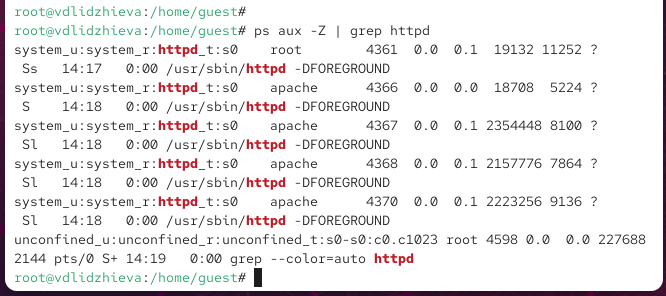 root@vdlidzhieva:/home/guest#
root@vdlidzhieva:/home/guest# ps aux -Z | grep httpd
system_u:system_r:httpd_t:s0    root        4361  0.0  0.1  19132 11252 ?
 Ss   14:17   0:00 /usr/sbin/httpd -DFOREGROUND
system_u:system_r:httpd_t:s0    apache      4366  0.0  0.0  18708  5224 ?
 S    14:18   0:00 /usr/sbin/httpd -DFOREGROUND
system_u:system_r:httpd_t:s0    apache      4367  0.0  0.1 2354448 8100 ?
 Sl   14:18   0:00 /usr/sbin/httpd -DFOREGROUND
system_u:system_r:httpd_t:s0    apache      4368  0.0  0.1 2157776 7864 ?
 Sl   14:18   0:00 /usr/sbin/httpd -DFOREGROUND
system_u:system_r:httpd_t:s0    apache      4370  0.0  0.1 2223256 9136 ?
 Sl   14:18   0:00 /usr/sbin/httpd -DFOREGROUND
unconfined_u:unconfined_r:unconfined_t:s0-s0:c0.c1023 root 4598 0.0  0.0 227688
2144 pts/0 S+ 14:19   0:00 grep --color=auto httpd
root@vdlidzhieva:/home/guest#